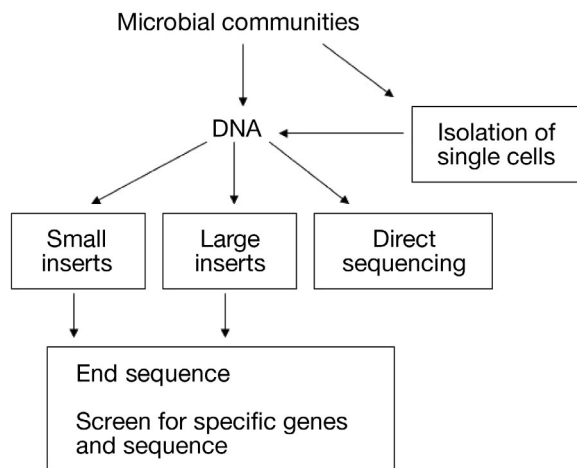 Microbial communities
DNA
Isolation of
single cells
Small
inserts
Large
inserts
Direct
sequencing
End sequence
Screen for specific genes
and sequence